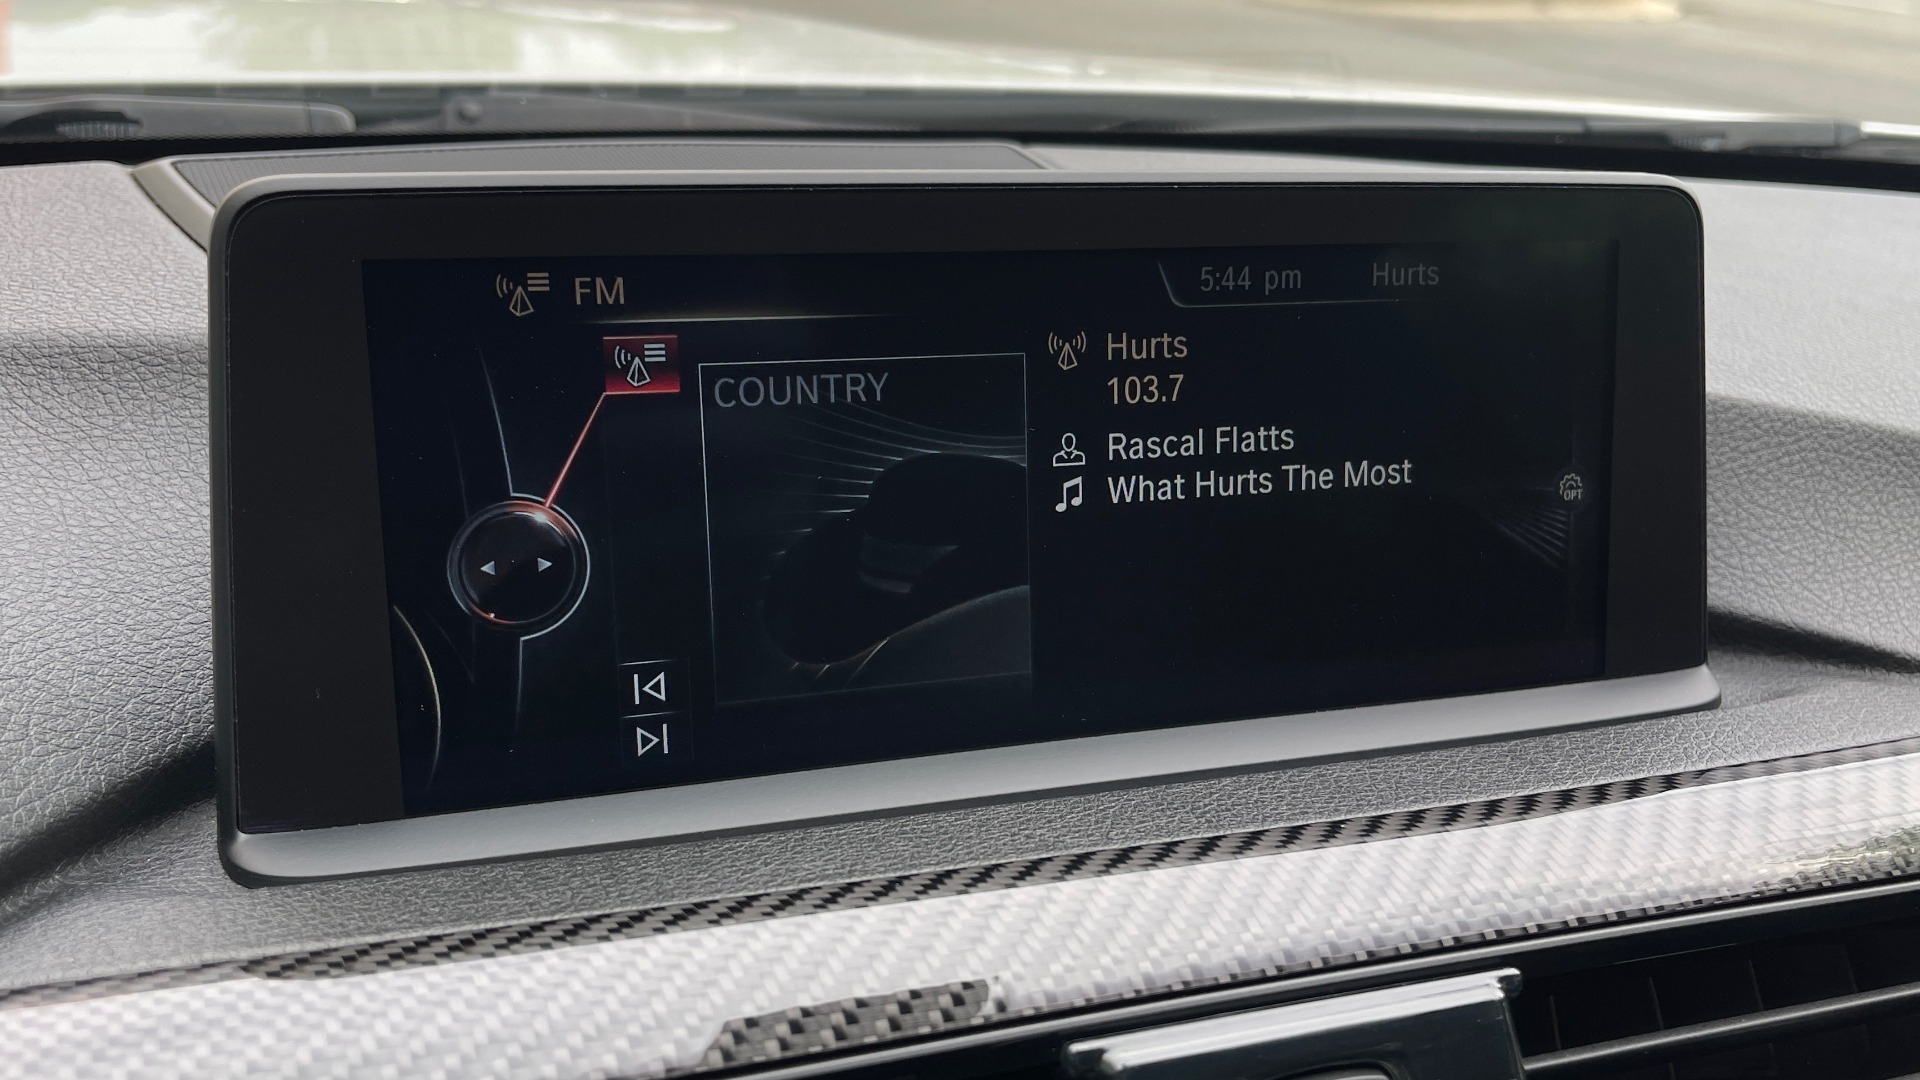 FM
5:44 pm
Hurts
COUNTRY
Hurts
103.7
Rascal Flatts
What Hurts The Most
OPT